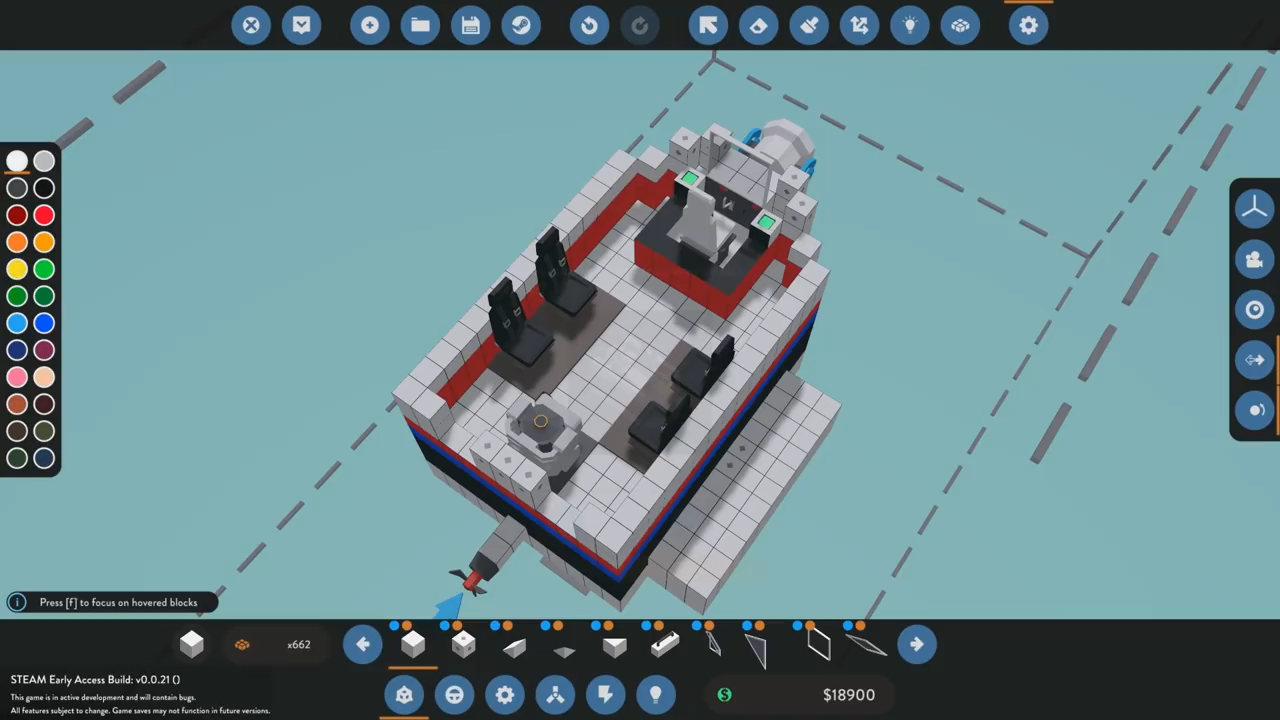 Press [f] to focus on hovered blocks
x662
$18900
STEAM Early Access Build: v0.0.21 ()
This game is in active development and will contain bugs.
All features subject to change. Game saves may not function in future versions.